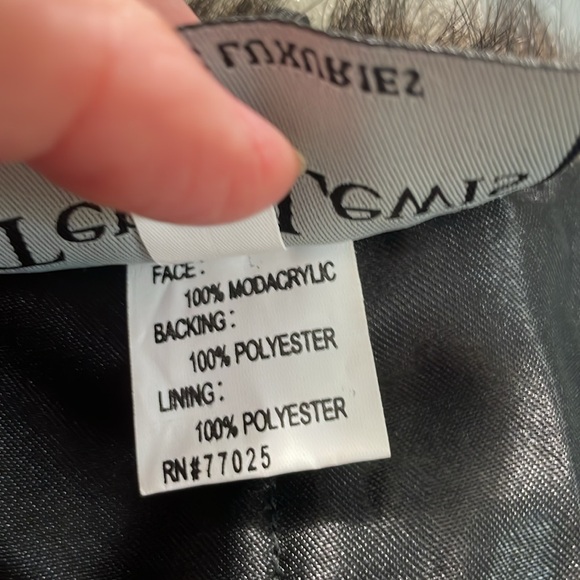 LUXURIES
FACE:
100% MODACRYLIC
BACKING:
100% POLYESTER
LINING:
100% POLYESTER
RN#77025